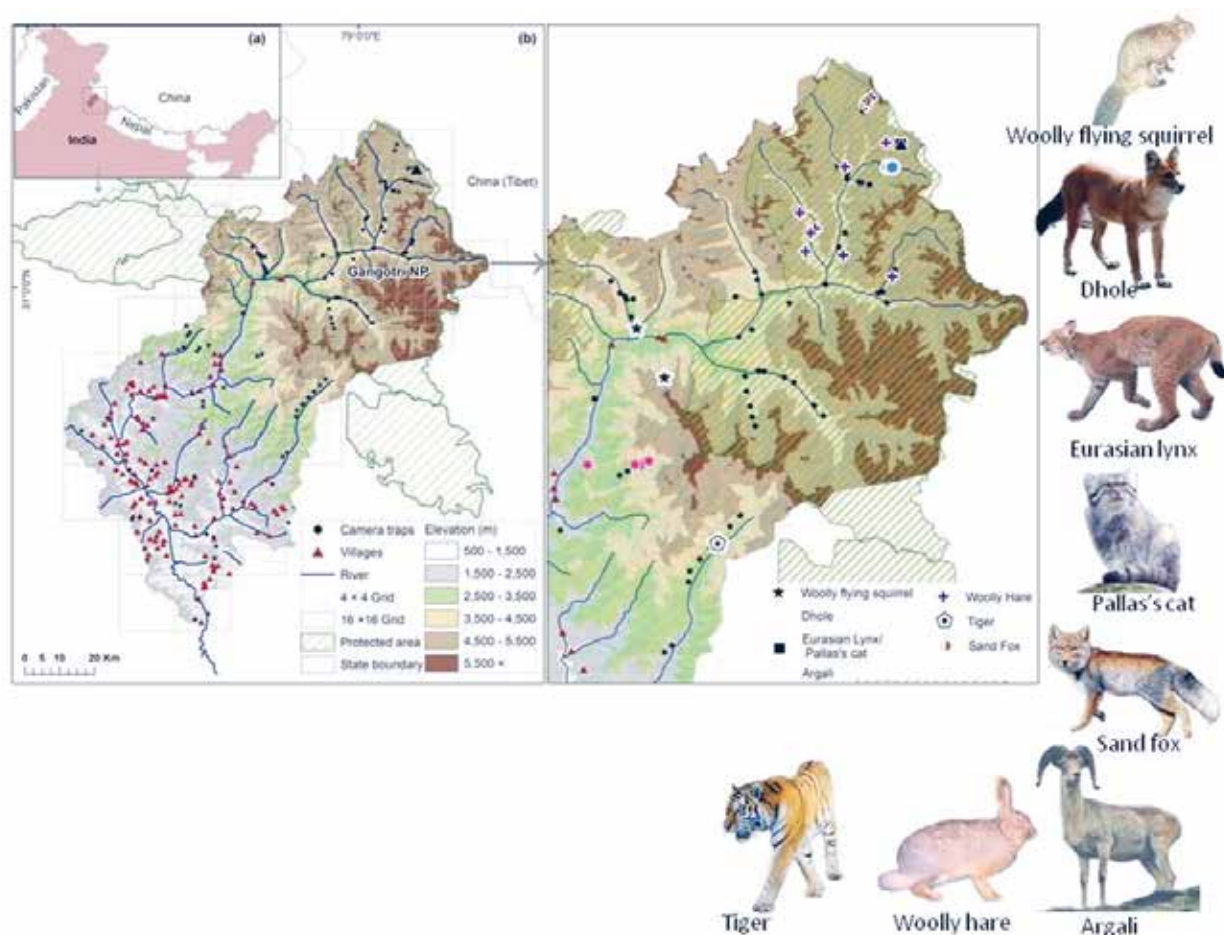 (a)
79°0'0"E
(b)
Pakistan
China
Nepal
India
China (Tibet)
31°0'0"N
Gangotri NP
Camera traps
Villages
River
4 × 4 Grid
16 ×16 Grid
Protected area
State boundary
Elevation (m)
500 - 1,500
1,500 - 2,500
2,500 - 3,500
3,500 - 4,500
4,500 - 5,500
5,500 ×
0 5 10 20 Km
Woolly flying squirrel
Dhole
Eurasian Lynx/
Pallas's cat
Argali
Woolly Hare
Tiger
Sand Fox
Woolly flying squirrel
Dhole
Eurasian lynx
Pallas's cat
Sand fox
Tiger
Woolly hare
Argali